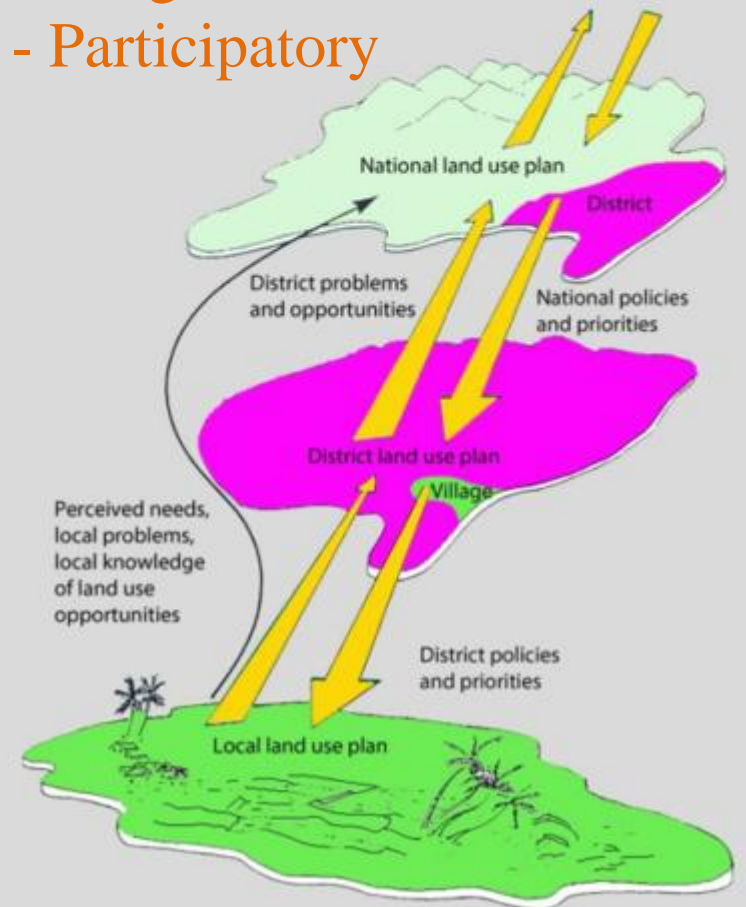 - Participatory
National land use plan
District
District problems
and opportunities
National policies
and priorities
District land use plan
Village
Perceived needs,
local problems,
local knowledge
of land use
opportunities
District policies
and priorities
Local land use plan